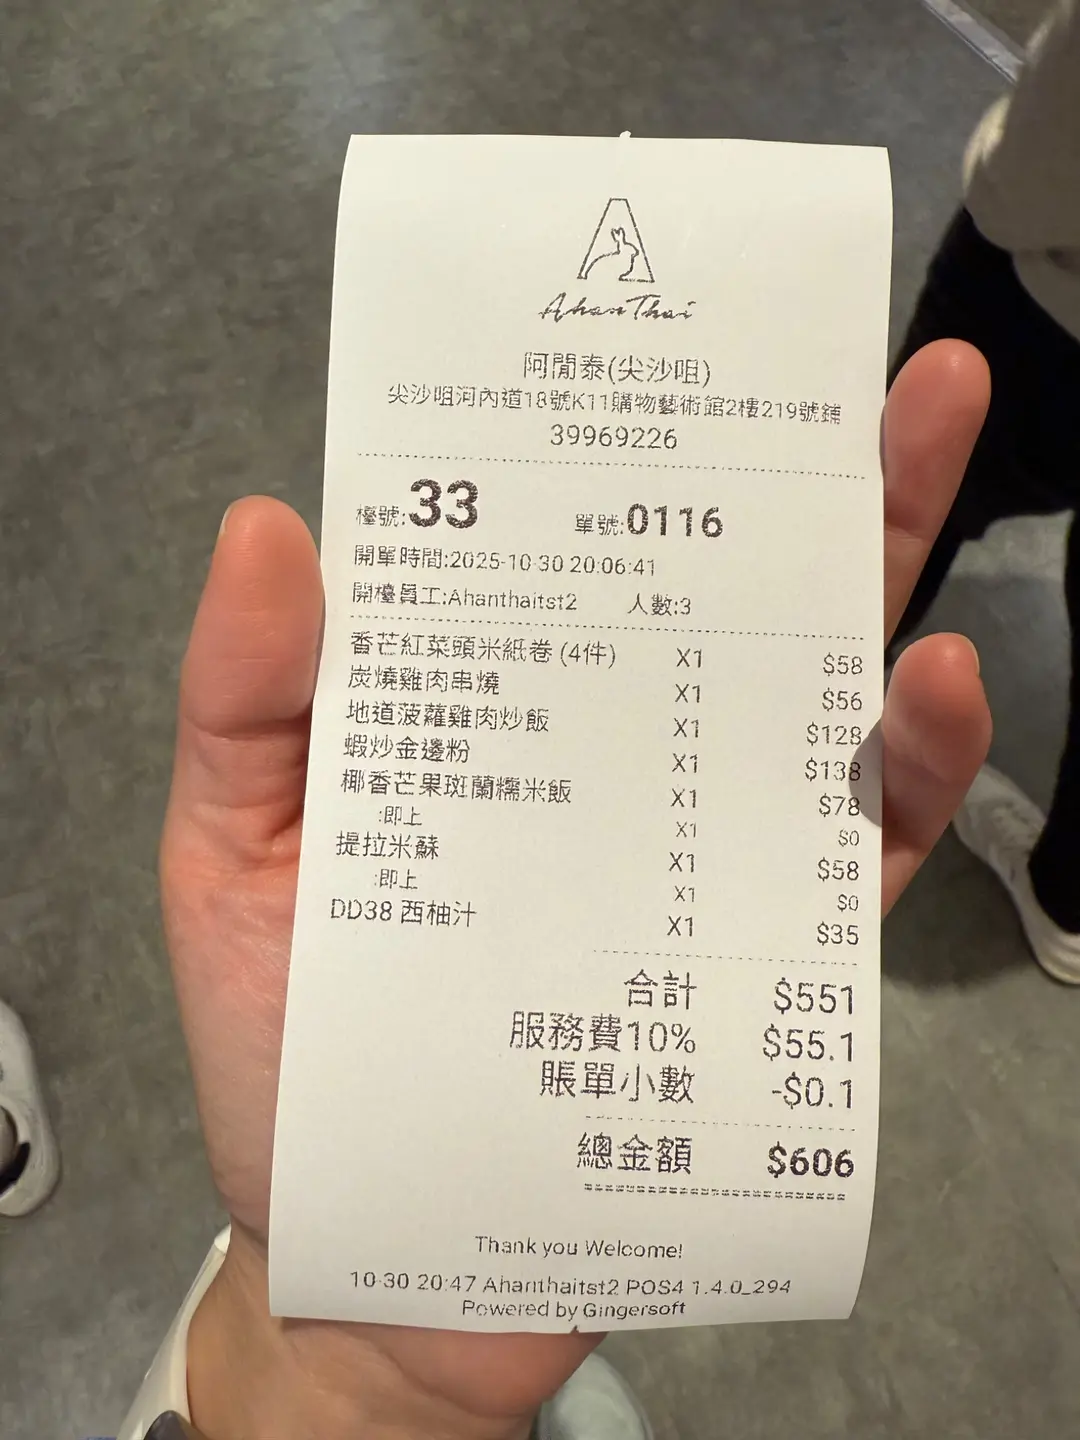 Ahan Thai
阿閒泰(尖沙咀)
尖沙咀河內道18號K11購物藝術館2樓219號鋪
39969226
檯號:33 單號:0116
開單時間:2025-10-30 20:06:41
開檯員工:Ahanthaitst2 人數:3
香芒紅菜頭米紙卷 (4件) X1 $58
炭燒雞肉串燒 X1 $56
地道菠蘿雞肉炒飯 X1 $128
蝦炒金邊粉 X1 $138
椰香芒果斑蘭糯米飯 X1 $78
:即上 X1 $0
提拉米蘇 X1 $58
:即上 X1 $0
DD38 西柚汁 X1 $35
合計 $551
服務費10% $55.1
賬單小數 -$0.1
總金額 $606
Thank you Welcome!
10-30 20:47 Ahanthaitst2 POS4 1.4.0_294
Powered by Gingersoft